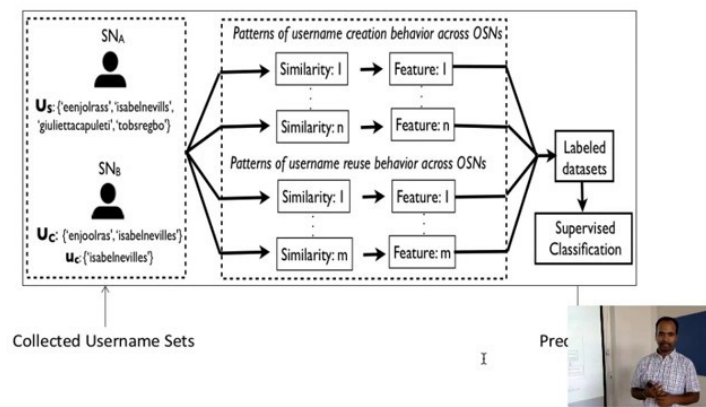 SNA
Us: {'eenjolrass','isabelnevills',
'giuliettacapuleti','tobsregbo'}
SNB
Uc: {'enjoolras','isabelnevilles'}
uc:{'isabelnevilles'}
Patterns of username creation behavior across OSNs
Similarity: 1
Feature: 1
Similarity: n
Feature: n
Patterns of username reuse behavior across OSNs
Similarity: 1
Feature: 1
Similarity: m
Feature: m
Labeled
datasets
Supervised
Classification
Collected Username Sets